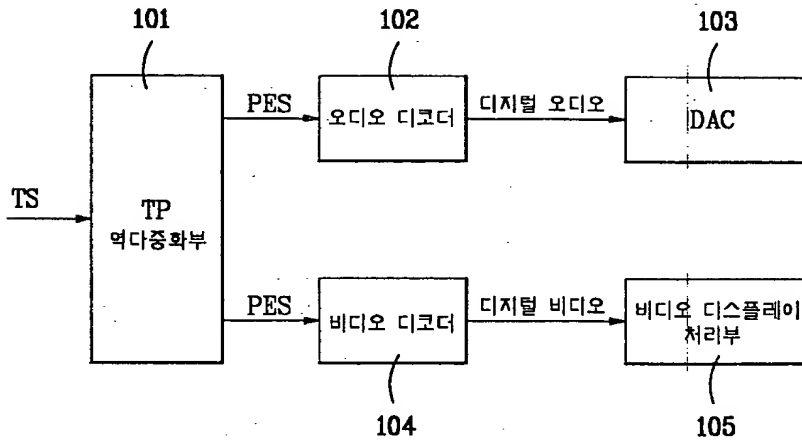 101
102
103
PES
오디오 디코더
디지털 오디오
DAC
TS
TP
역다중화부
PES
비디오 디코더
디지털 비디오
비디오 디스플레이
처리부
104
105